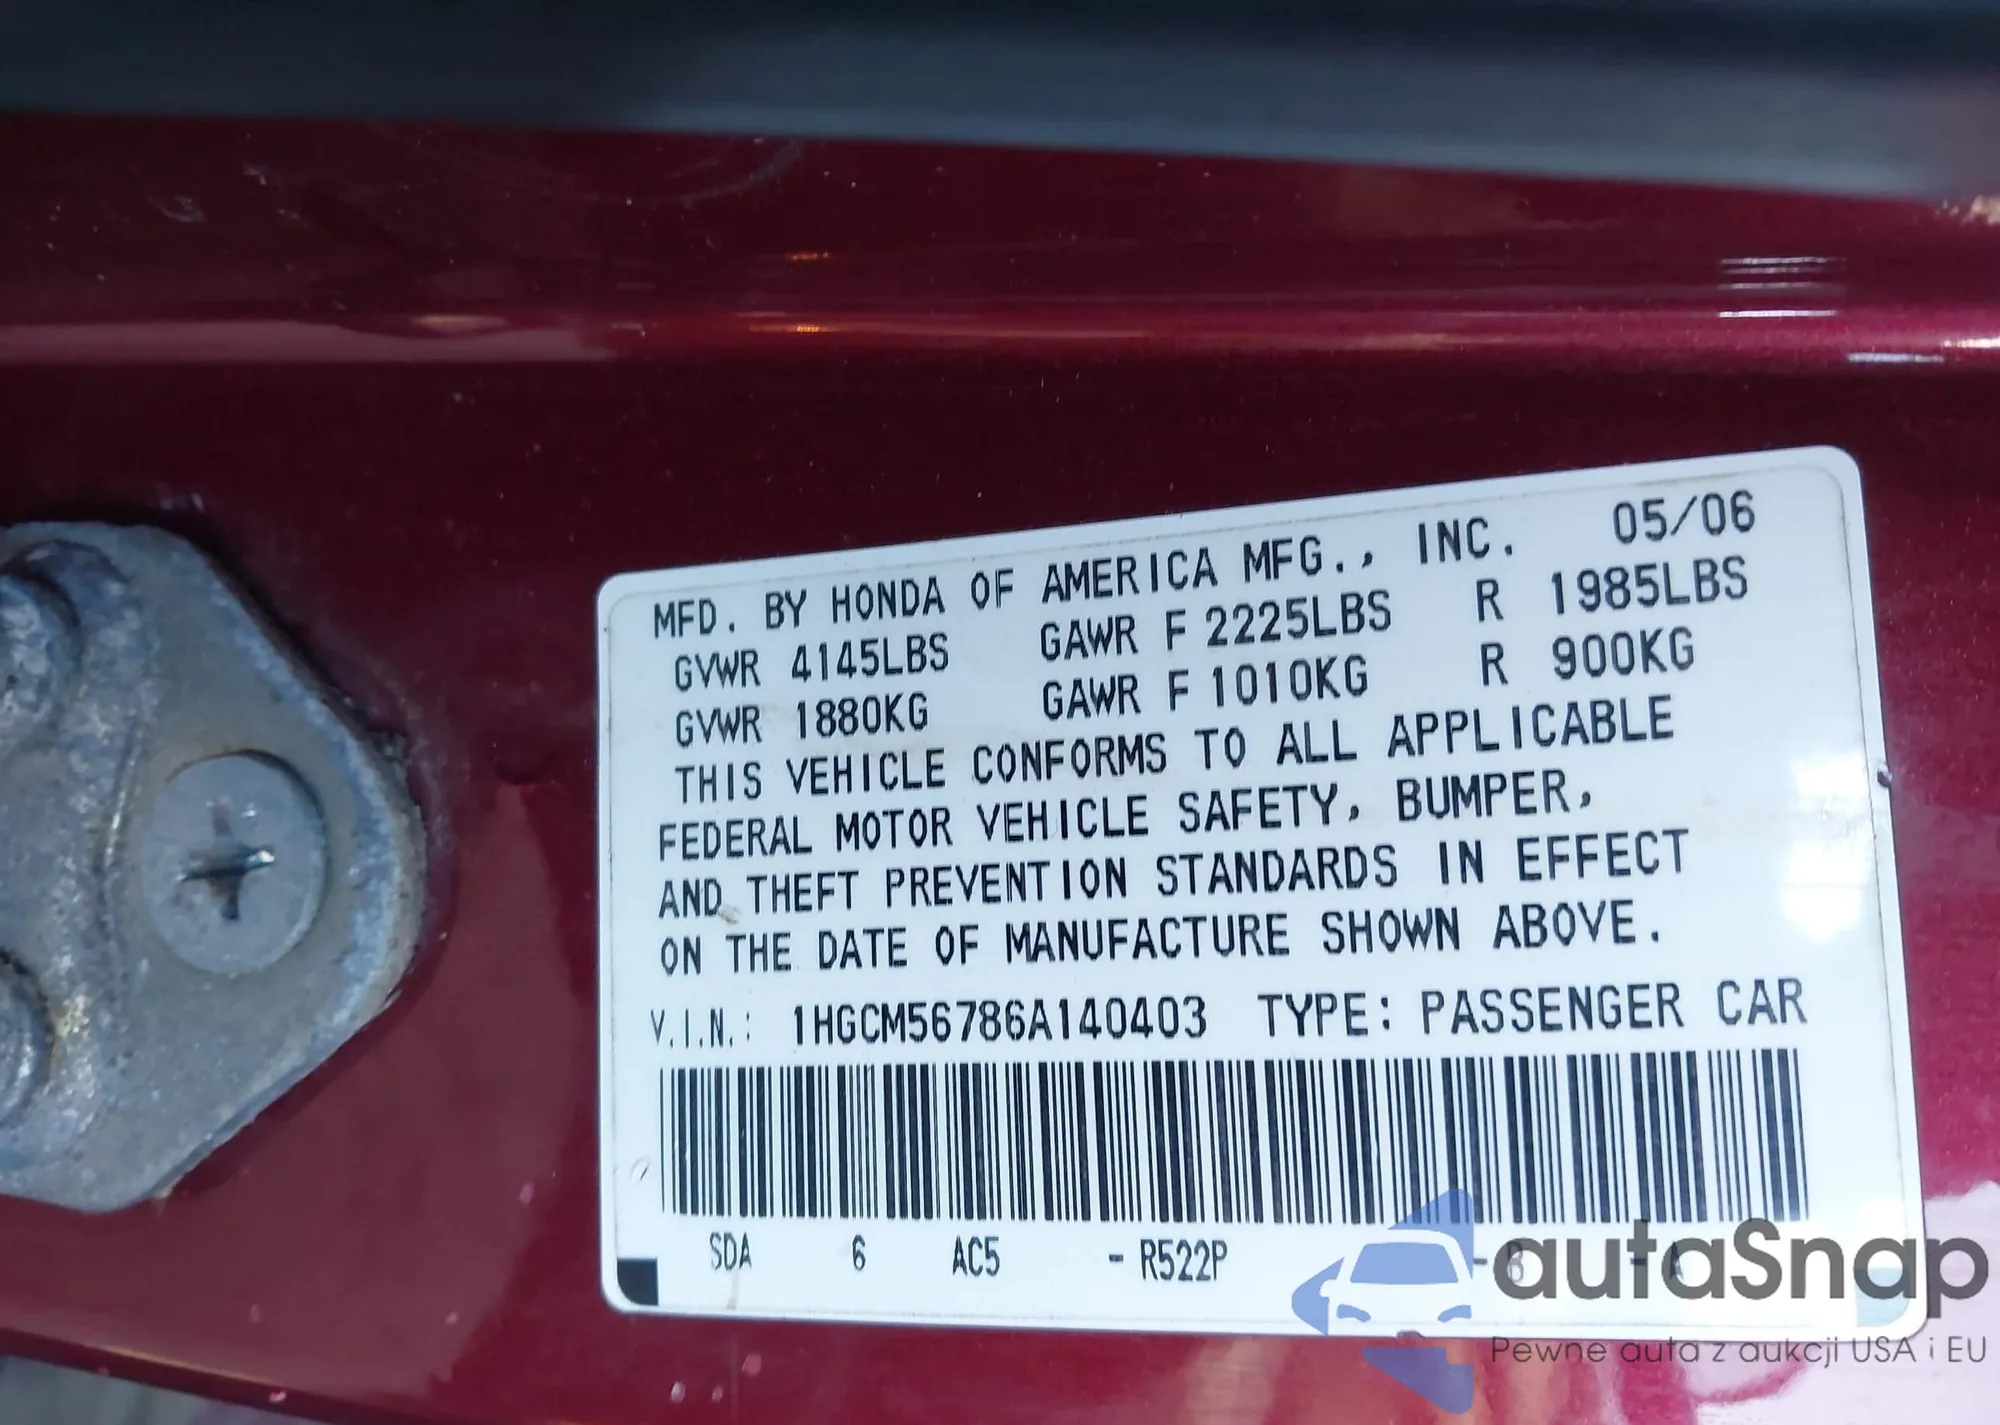 MFD. BY HONDA OF AMERICA MFG., INC. 05/06
GVWR 4145LBS GAWR F 2225LBS R 1985LBS
GVWR 1880KG GAWR F 1010KG R 900KG
THIS VEHICLE CONFORMS TO ALL APPLICABLE
FEDERAL MOTOR VEHICLE SAFETY, BUMPER,
AND THEFT PREVENTION STANDARDS IN EFFECT
ON THE DATE OF MANUFACTURE SHOWN ABOVE.
V.I.N.: 1HGCM56786A140403 TYPE: PASSENGER CAR
SDA 6 AC5 - R522P - B - A
autaSnap
Pewne auta z aukcji USA i EU